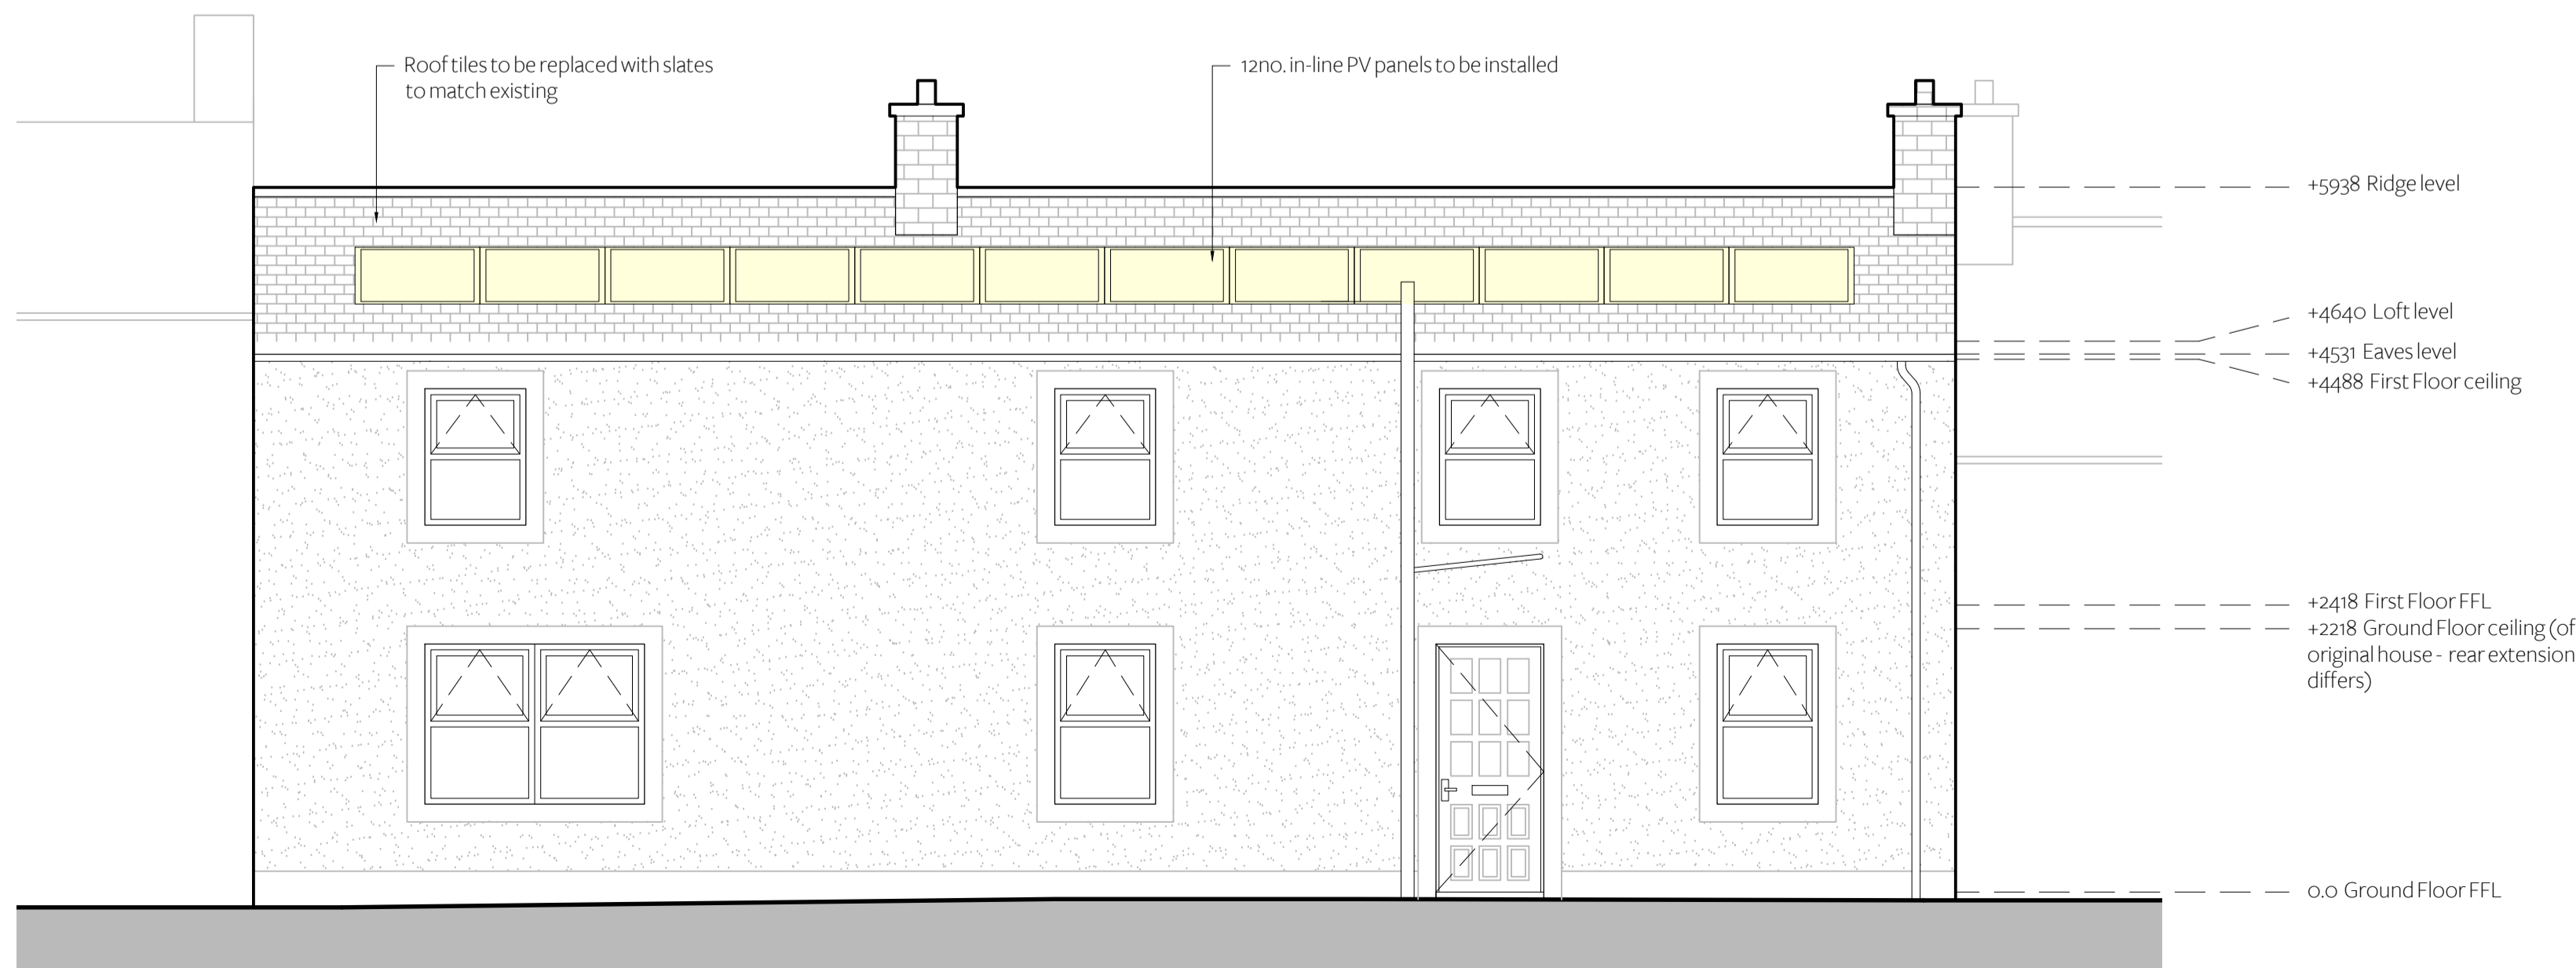 Roof tiles to be replaced with slates
to match existing
12no. in-line PV panels to be installed
+5938 Ridge level
+4640 Loft level
+4531 Eaves level
+4488 First Floor ceiling
+2418 First Floor FFL
+2218 Ground Floor ceiling (of
original house - rear extension
differs)
0.0 Ground Floor FFL